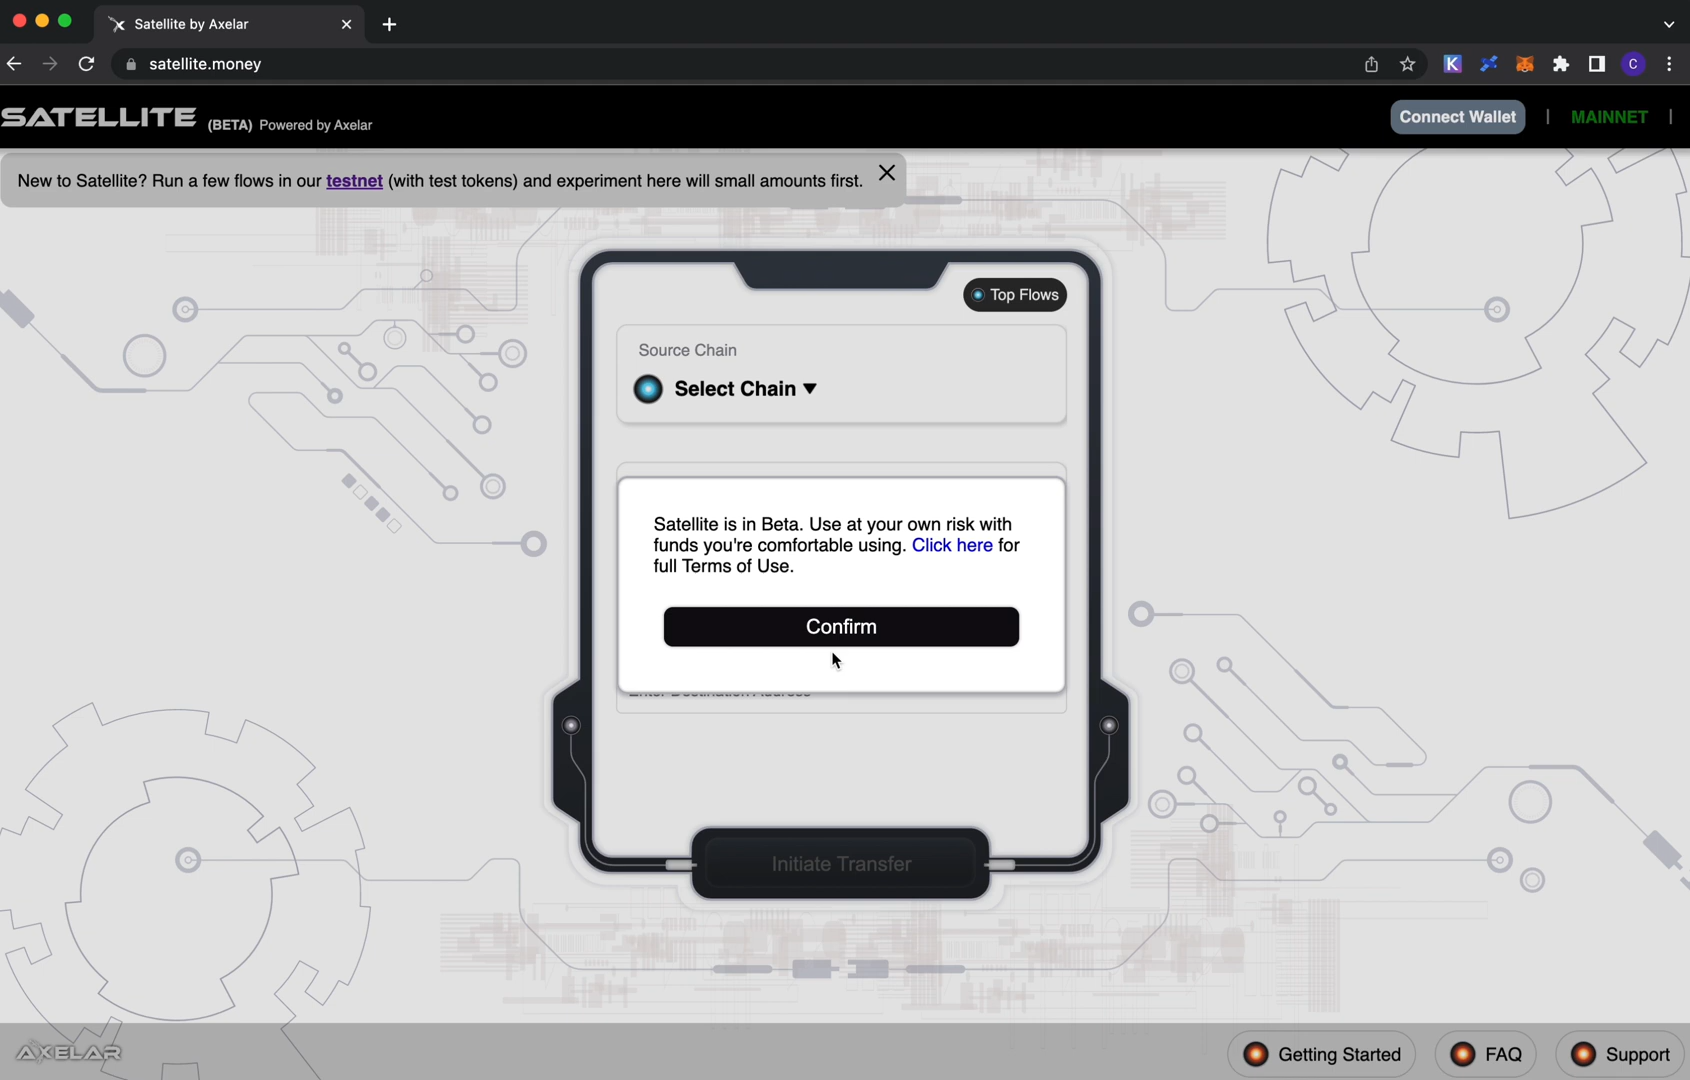 Satellite by Axelar
satellite.money
K
C
SATELLITE (BETA) Powered by Axelar
Connect Wallet | MAINNET |
New to Satellite? Run a few flows in our testnet (with test tokens) and experiment here will small amounts first.
Top Flows
Source Chain
Select Chain
Satellite is in Beta. Use at your own risk with
funds you're comfortable using. Click here for
full Terms of Use.
Confirm
Enter Destination Address
Initiate Transfer
AXELAR
Getting Started
FAQ
Support